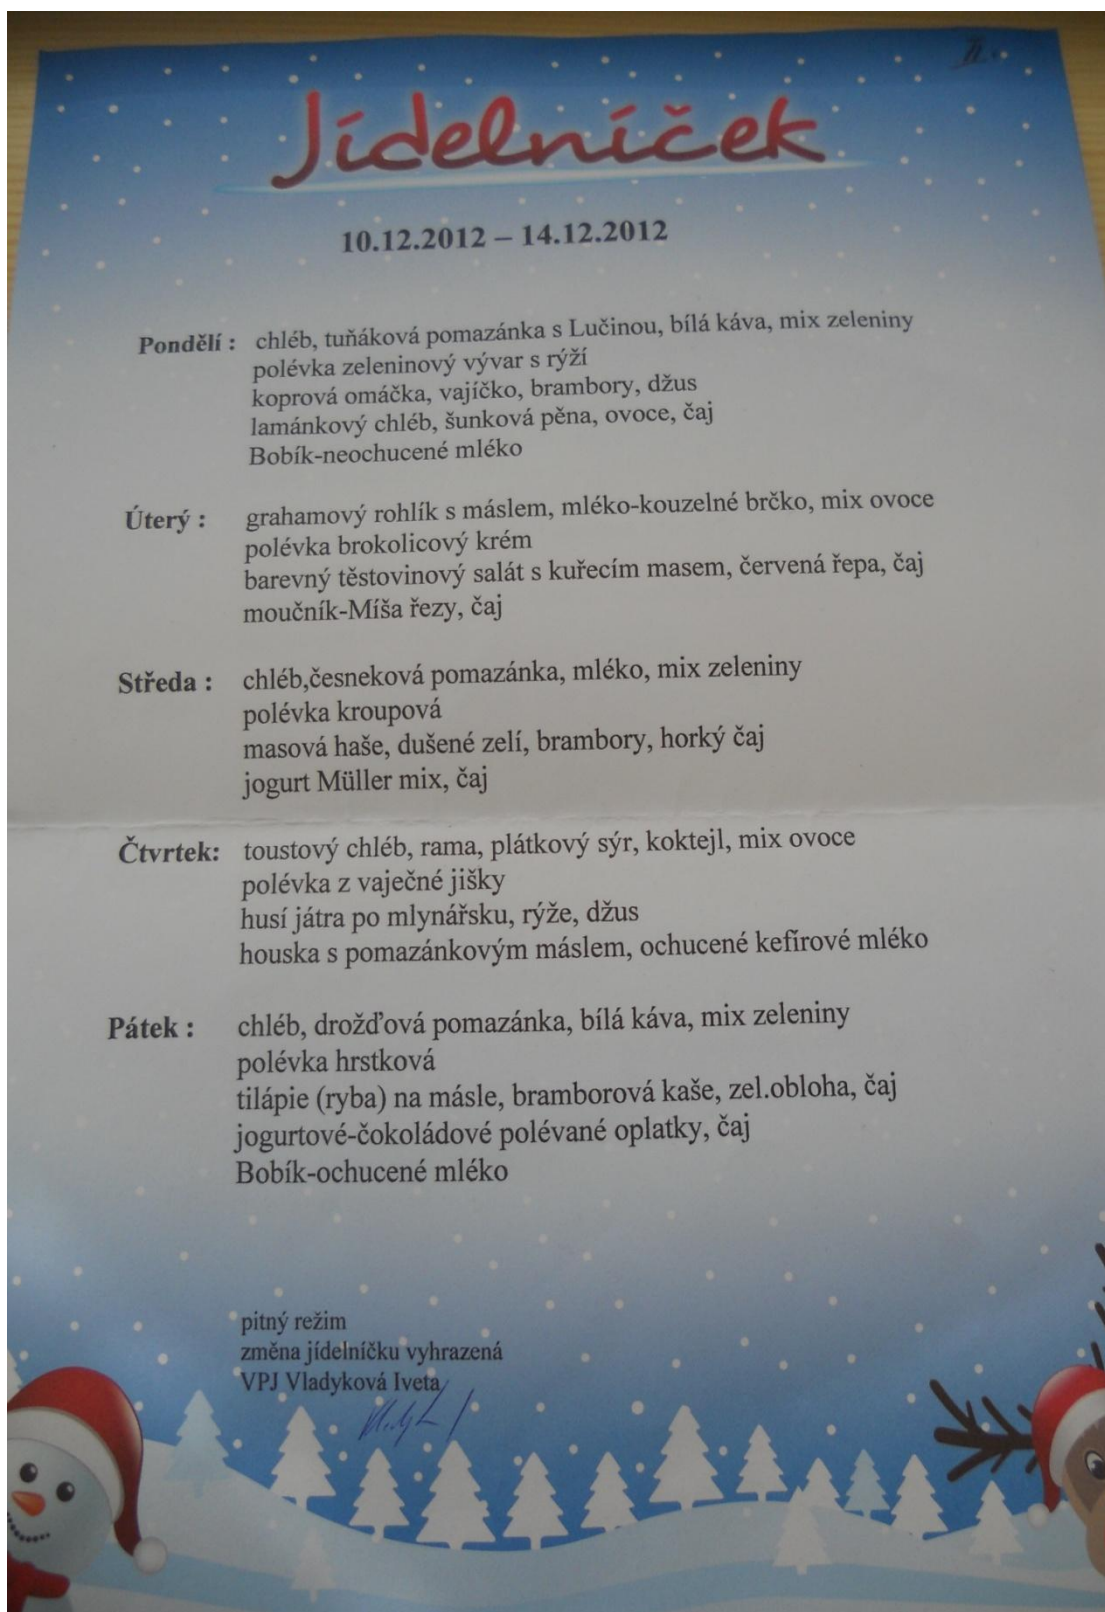 II.
Jídelníček
10.12.2012 – 14.12.2012
Pondělí : chléb, tuňáková pomazánka s Lučinou, bílá káva, mix zeleniny
polévka zeleninový vývar s rýží
koprová omáčka, vajíčko, brambory, džus
lamánkový chléb, šunková pěna, ovoce, čaj
Bobík-neochucené mléko
Úterý : grahamový rohlík s máslem, mléko-kouzelné brčko, mix ovoce
polévka brokolicový krém
barevný těstovinový salát s kuřecím masem, červená řepa, čaj
moučník-Míša řezy, čaj
Středa : chléb,česneková pomazánka, mléko, mix zeleniny
polévka kroupová
masová haše, dušené zelí, brambory, horký čaj
jogurt Müller mix, čaj
Čtvrtek: toustový chléb, rama, plátkový sýr, koktejl, mix ovoce
polévka z vaječné jíšky
husí játra po mlynářsku, rýže, džus
houska s pomazánkovým máslem, ochucené kefírové mléko
Pátek : chléb, drožďová pomazánka, bílá káva, mix zeleniny
polévka hrstková
tilápie (ryba) na másle, bramborová kaše, zel.obloha, čaj
jogurtové-čokoládové polévané oplatky, čaj
Bobík-ochucené mléko
pitný režim
změna jídelníčku vyhrazená
VPJ Vladyková Iveta